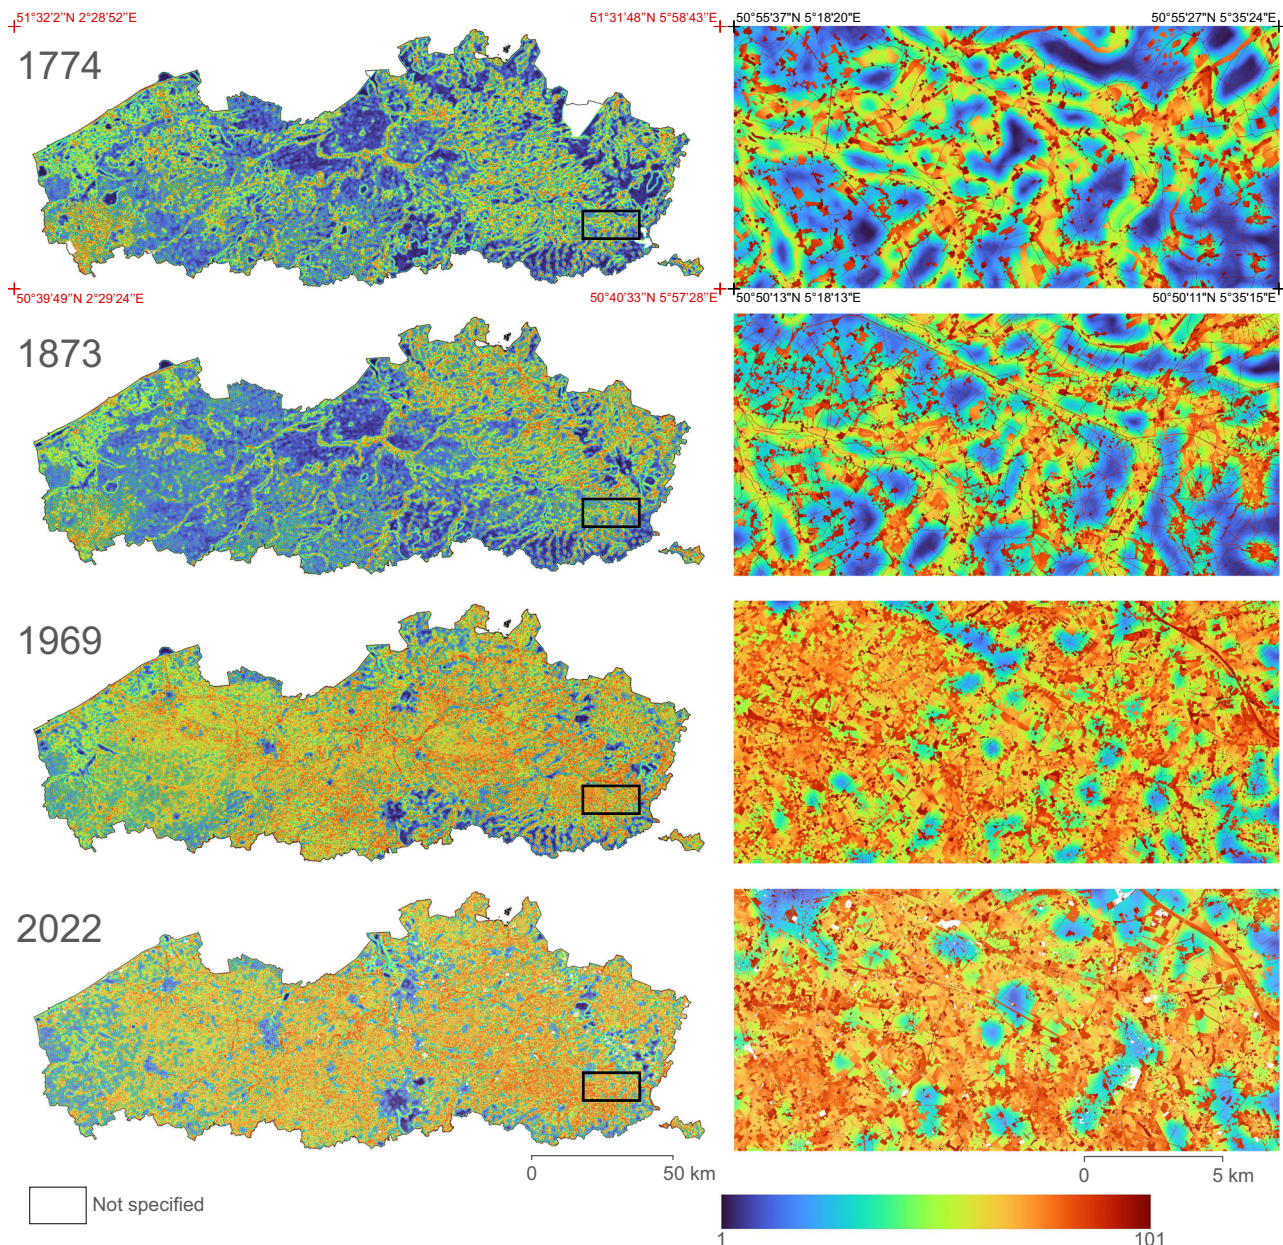 51°32'2"N 2°28'52"E
51°31'48"N 5°58'43"E
50°55'37"N 5°18'20"E
50°55'27"N 5°35'24"E
1774
50°39'49"N 2°29'24"E
50°40'33"N 5°57'28"E
50°50'13"N 5°18'13"E
50°50'11"N 5°35'15"E
1873
1969
2022
0 50 km
0 5 km
Not specified
1 101